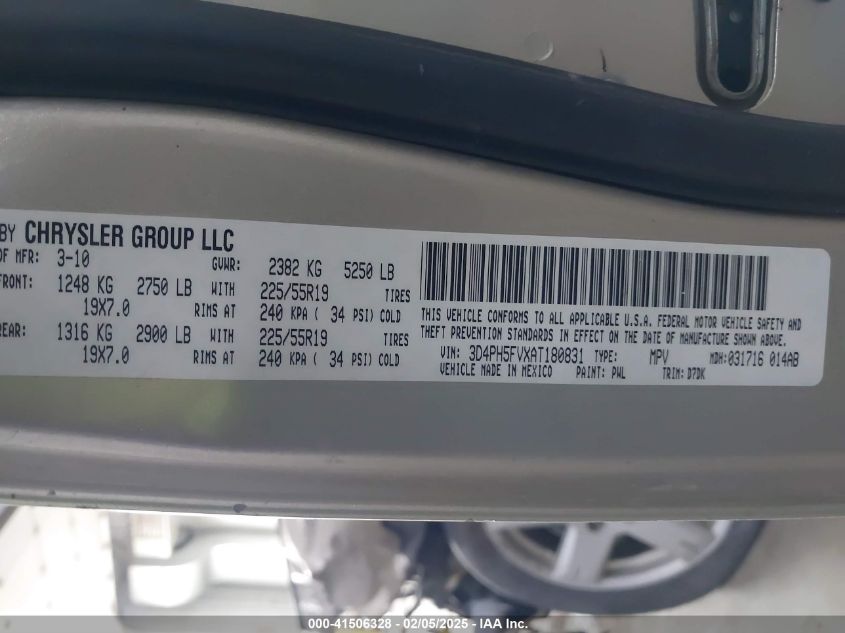 BY CHRYSLER GROUP LLC
OF MFR: 3-10 GVWR: 2382 KG 5250 LB
FRONT: 1248 KG 2750 LB WITH 225/55R19 TIRES
19X7.0 RIMS AT 240 KPA ( 34 PSI) COLD
REAR: 1316 KG 2900 LB WITH 225/55R19 TIRES
19X7.0 RIMS AT 240 KPA ( 34 PSI) COLD
THIS VEHICLE CONFORMS TO ALL APPLICABLE U.S.A. FEDERAL MOTOR VEHICLE SAFETY AND
THEFT PREVENTION STANDARDS IN EFFECT ON THE DATE OF MANUFACTURE SHOWN ABOVE.
VIN: 3D4PH5FVXAT180831 TYPE: MPV MDH:031716 014AB
VEHICLE MADE IN MEXICO PAINT: PWL TRIM: D7DK
000-41506328 - 02/05/2025 - IAA Inc.